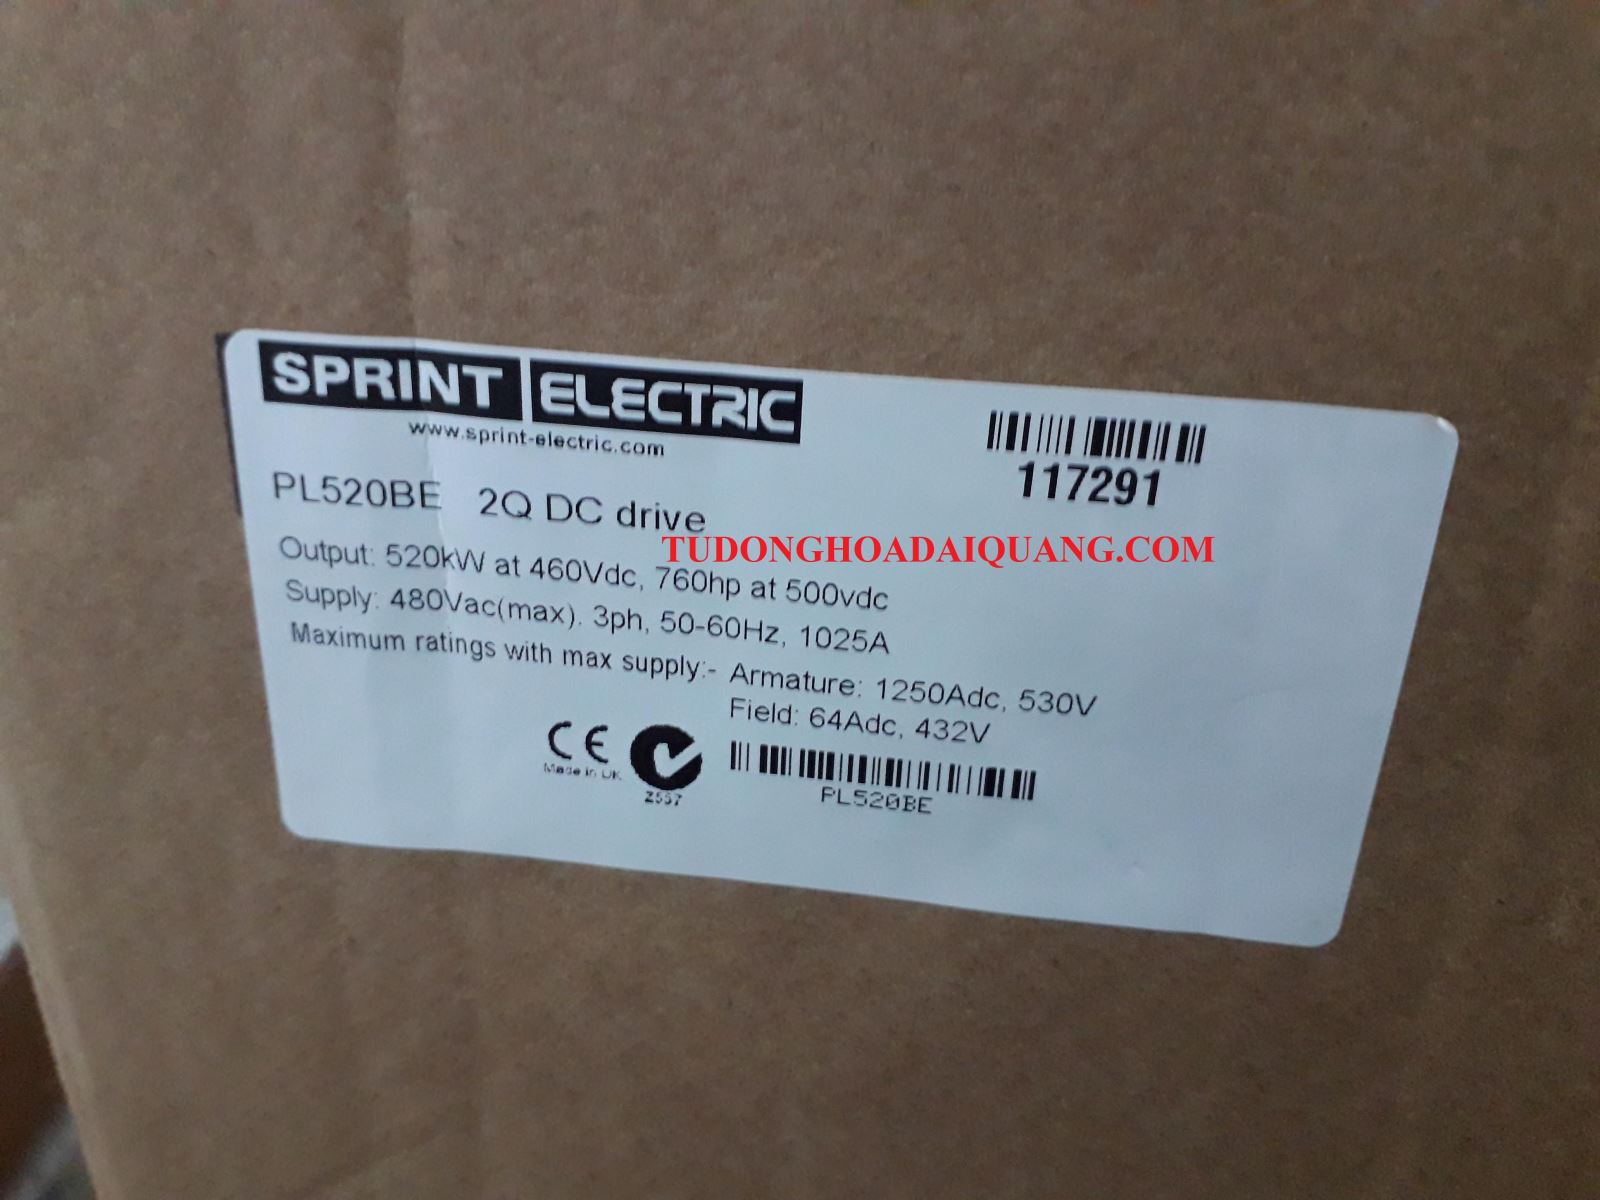 SPRINT ELECTRIC
www.sprint-electric.com
117291
PL520BE 2Q DC drive
TUDONGHOADAIQUANG.COM
Output: 520kW at 460Vdc, 760hp at 500vdc
Supply: 480Vac(max). 3ph, 50-60Hz, 1025A
Maximum ratings with max supply:- Armature: 1250Adc, 530V
Field: 64Adc, 432V
CE
Made in UK
Z557
PL520BE